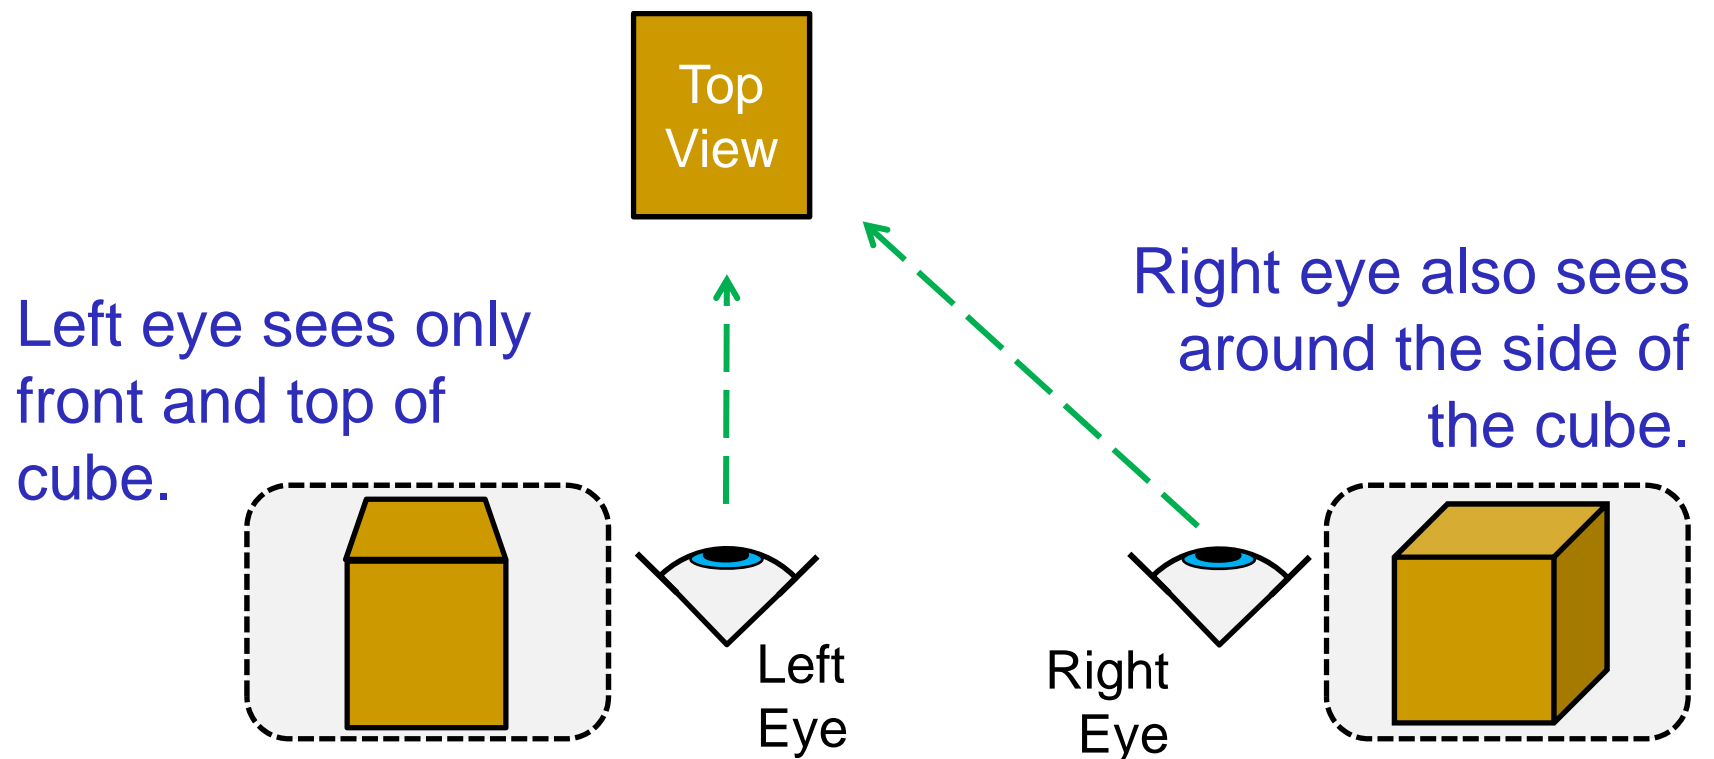 Top
View
Left eye sees only
front and top of
cube.
Right eye also sees
around the side of
the cube.
Left
Eye
Right
Eye